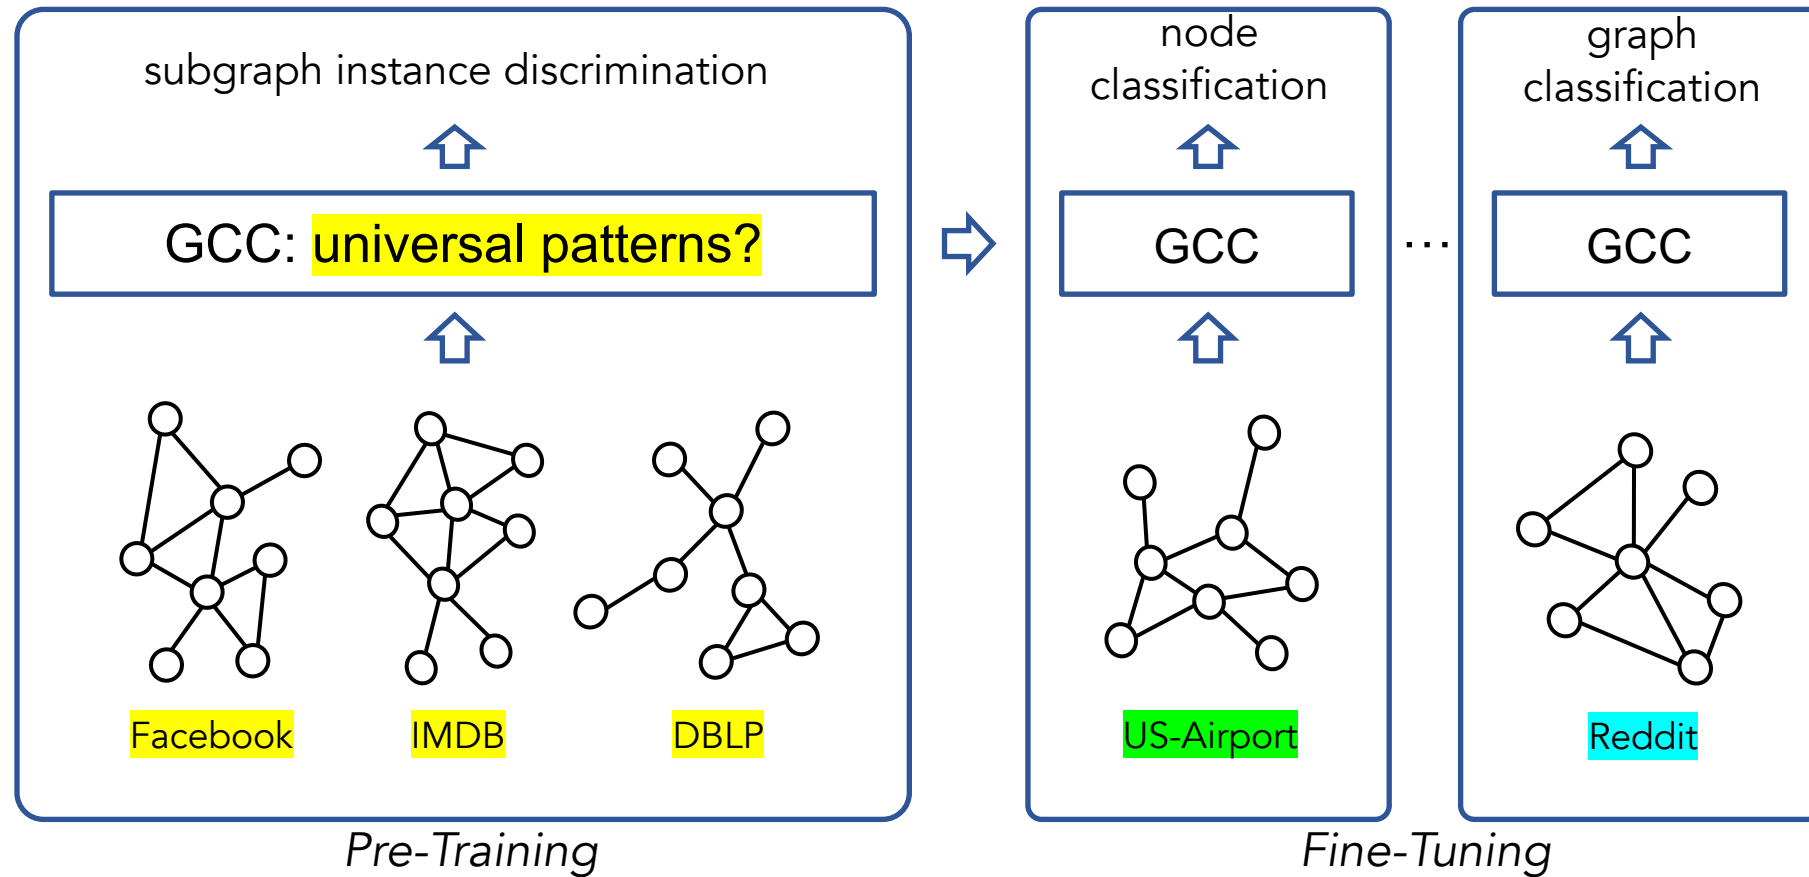 subgraph instance discrimination
GCC: universal patterns?
Facebook
IMDB
DBLP
Pre-Training
node
classification
GCC
US-Airport
...
graph
classification
GCC
Reddit
Fine-Tuning